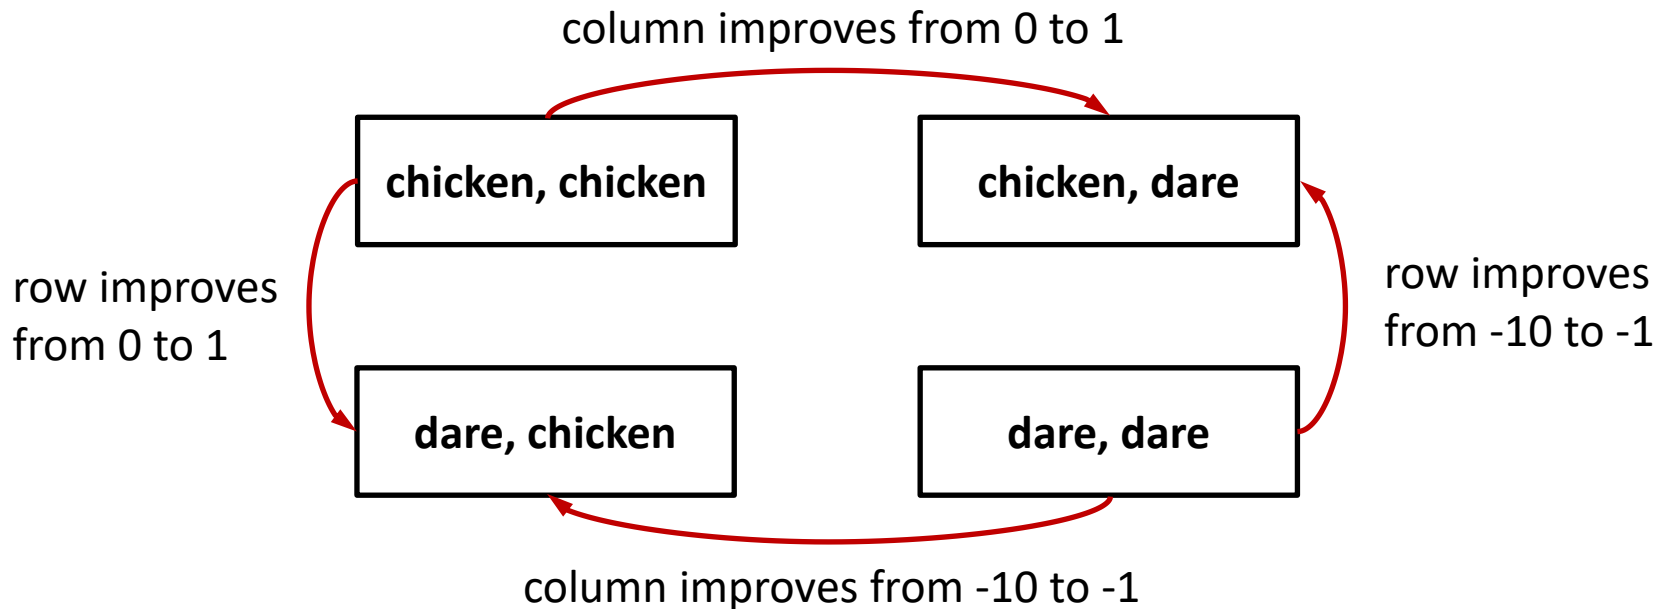 column improves from 0 to 1
chicken, chicken
chicken, dare
row improves
from 0 to 1
row improves
from -10 to -1
dare, chicken
dare, dare
column improves from -10 to -1